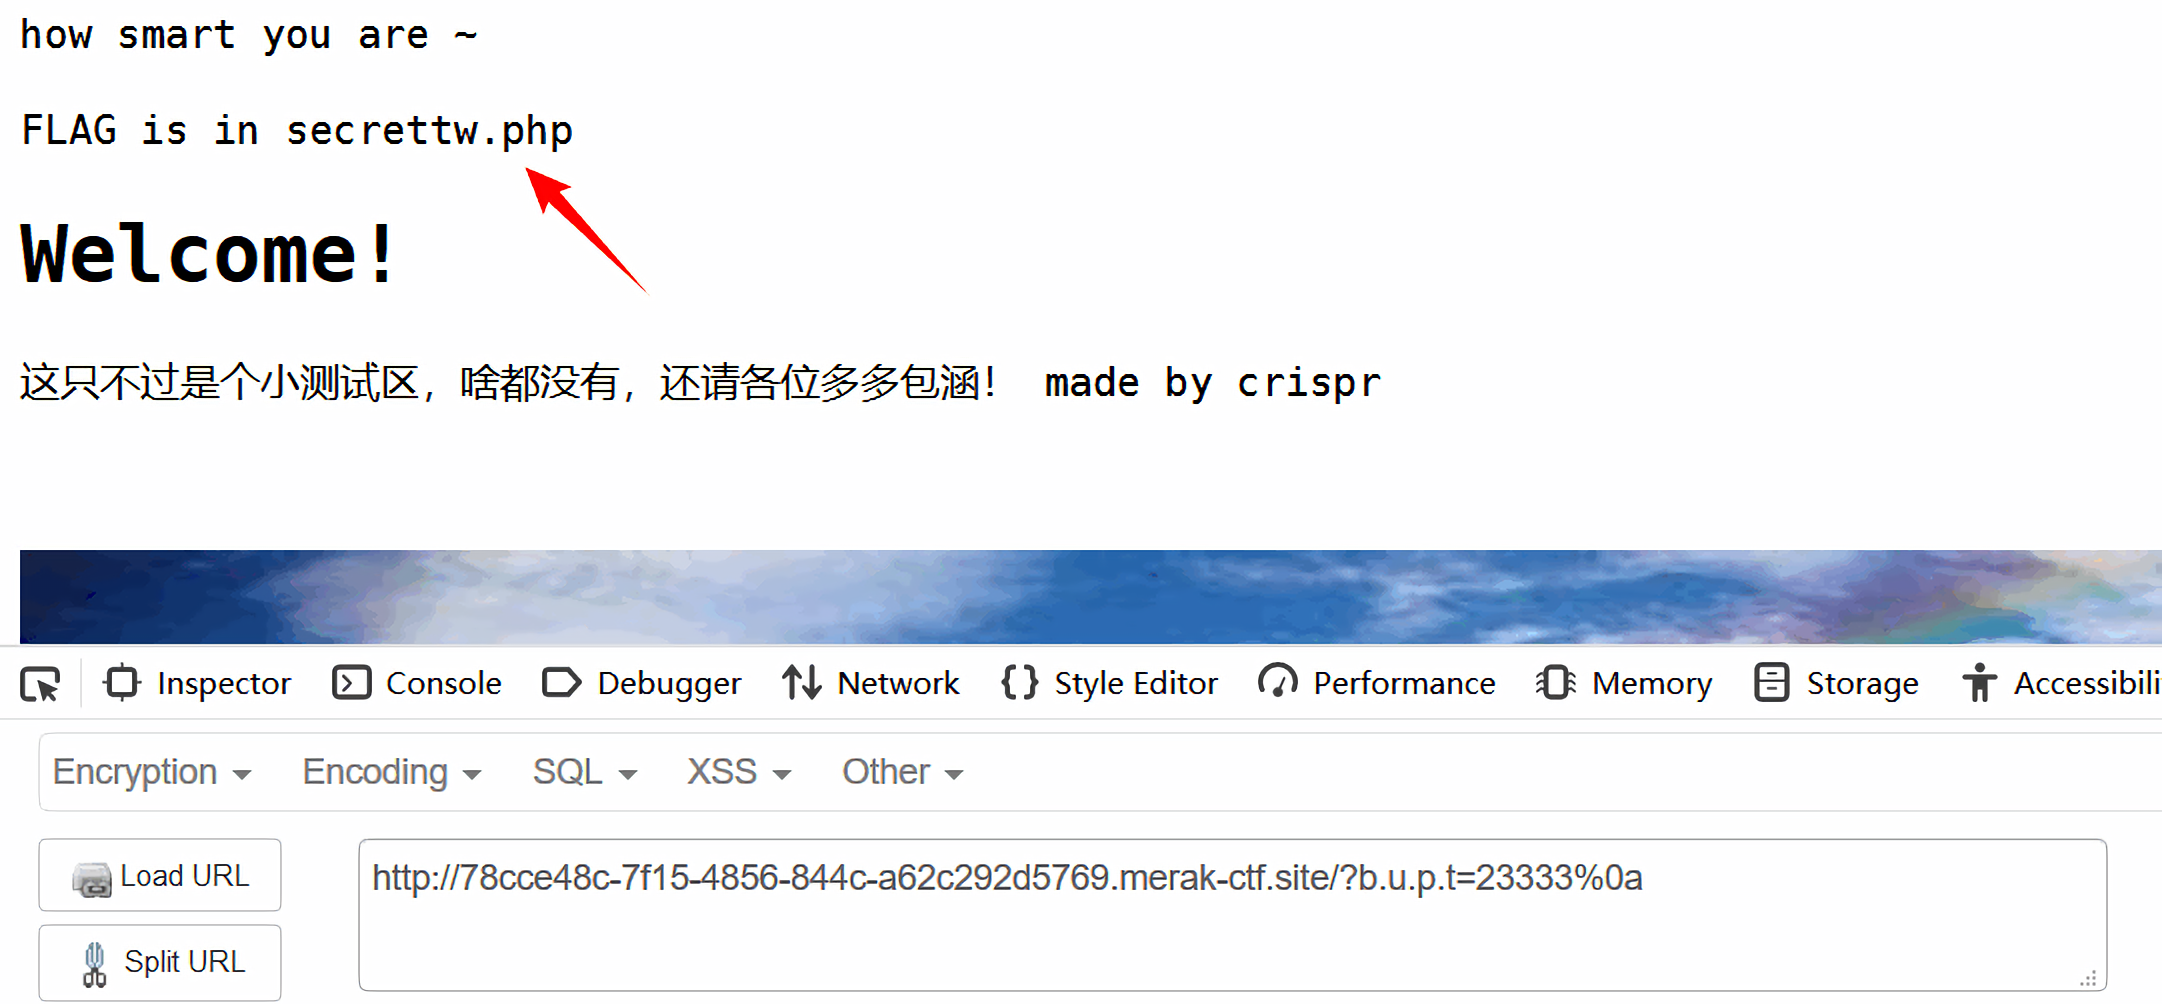 how smart you are ~
FLAG is in secrettw.php
Welcome!
这只不过是个小测试区，啥都没有，还请各位多多包涵！ made by crispr
Inspector Console Debugger Network Style Editor Performance Memory Storage Accessibili
Encryption Encoding SQL XSS Other
Load URL http://78cce48c-7f15-4856-844c-a62c292d5769.merak-ctf.site/?b.u.p.t=23333%0a
Split URL